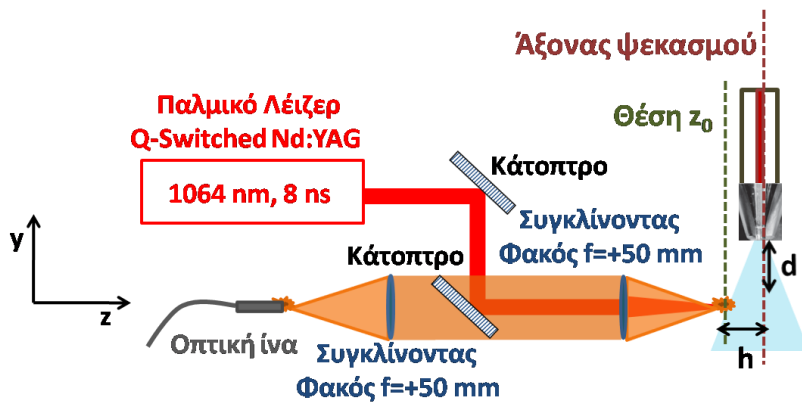 Άξονας ψεκασμού
Παλμικό Λέιζερ
Q-Switched Nd:YAG
1064 nm, 8 ns
Θέση z0
Κάτοπτρο
Συγκλίνοντας
Φακός f=+50 mm
Κάτοπτρο
y
z
d
h
Οπτική ίνα
Συγκλίνοντας
Φακός f=+50 mm